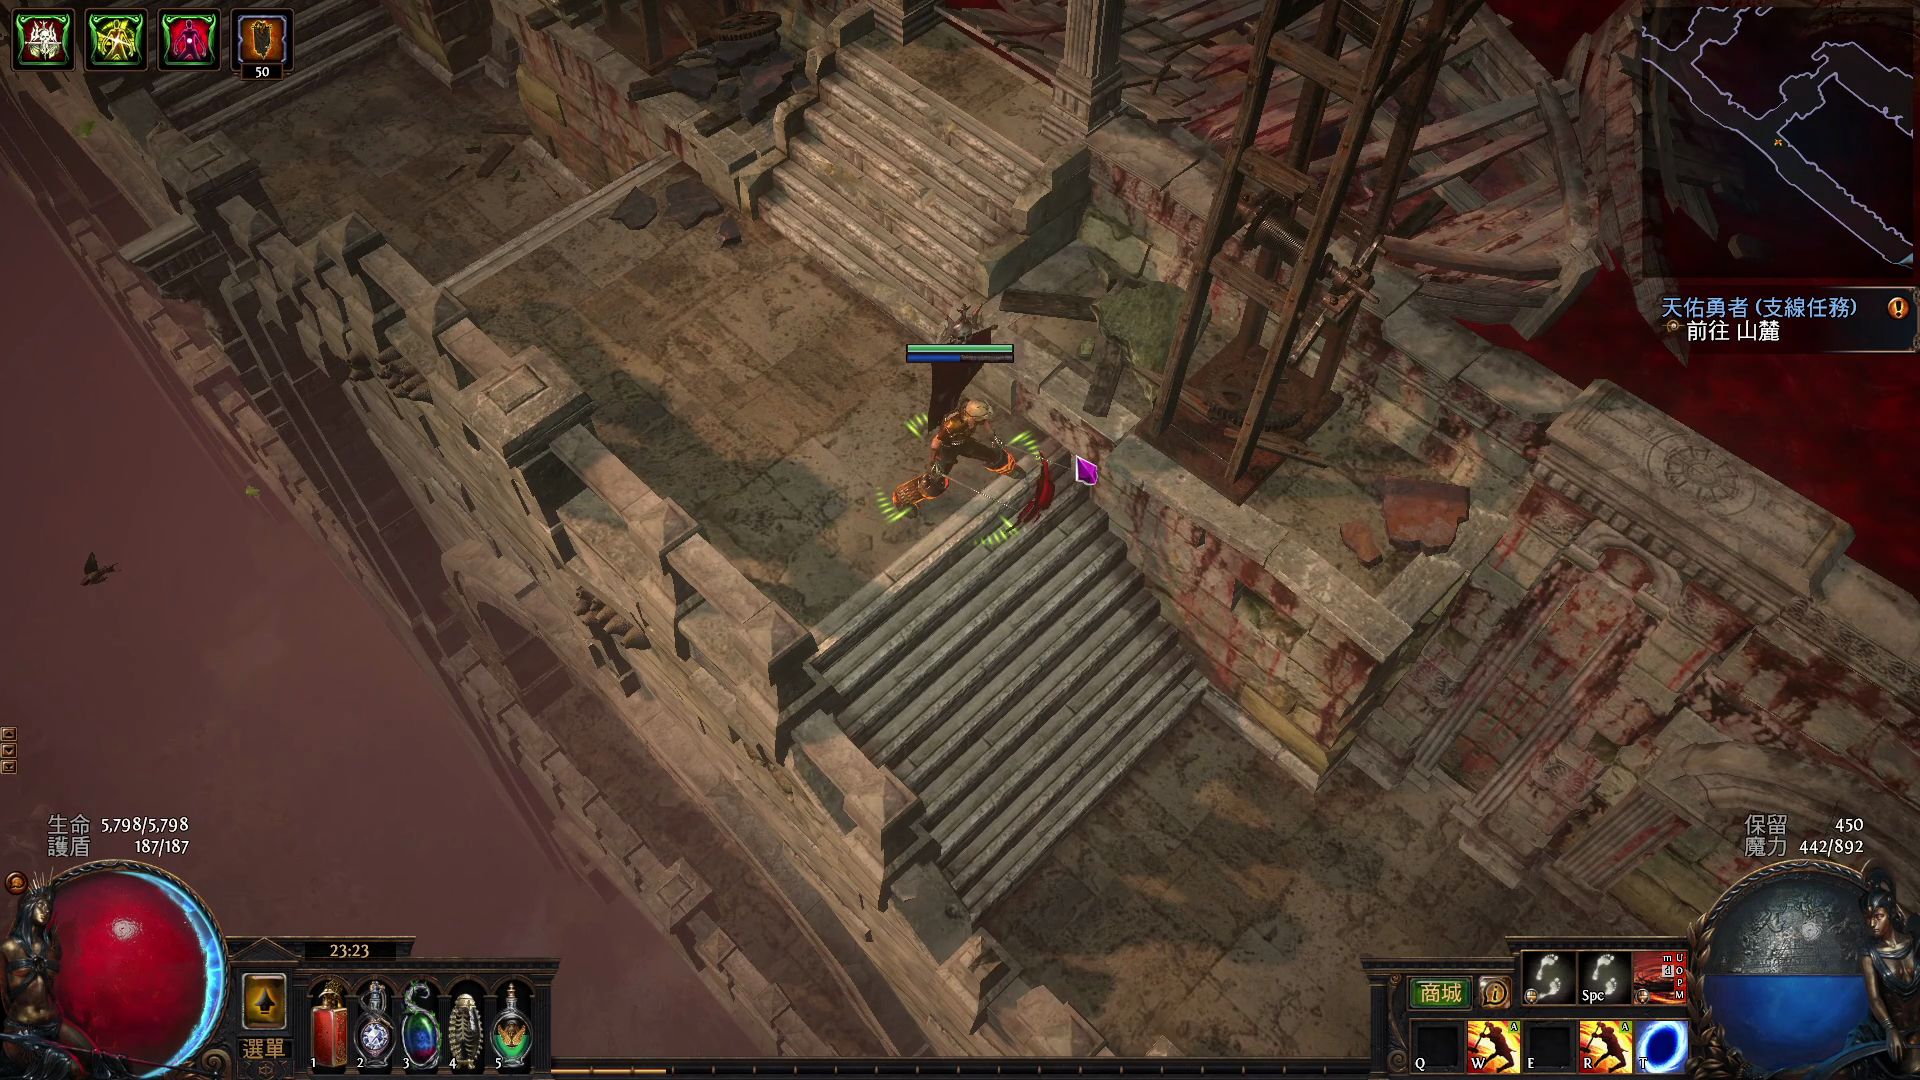 50
天佑勇者 (支線任務)
前往 山麓
生命 5,798/5,798
護盾 187/187
保留 450
魔力 442/892
23:23
選單
1 2 3 4 5
商城
Spc
m U
d O
P
M
Q W A E R A T